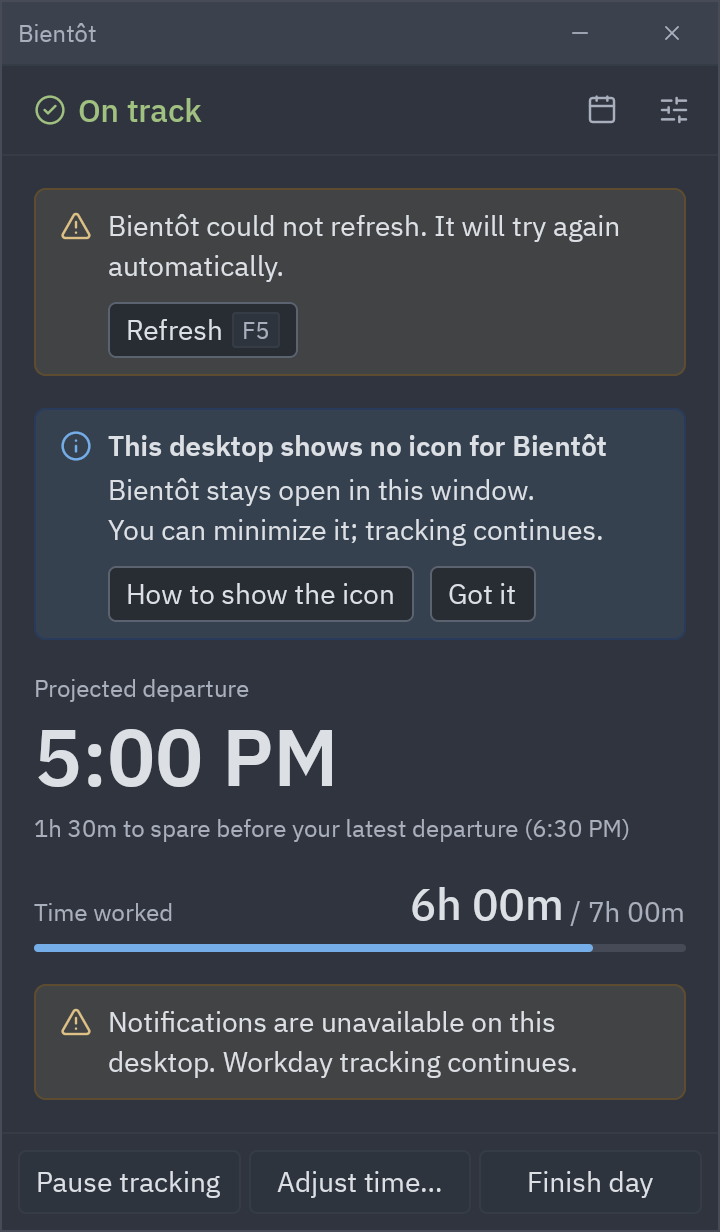 Bientôt
On track
Bientôt could not refresh. It will try again
automatically.
Refresh F5
This desktop shows no icon for Bientôt
Bientôt stays open in this window.
You can minimize it; tracking continues.
How to show the icon Got it
Projected departure
5:00 PM
1h 30m to spare before your latest departure (6:30 PM)
Time worked 6h 00m / 7h 00m
Notifications are unavailable on this
desktop. Workday tracking continues.
Pause tracking Adjust time... Finish day